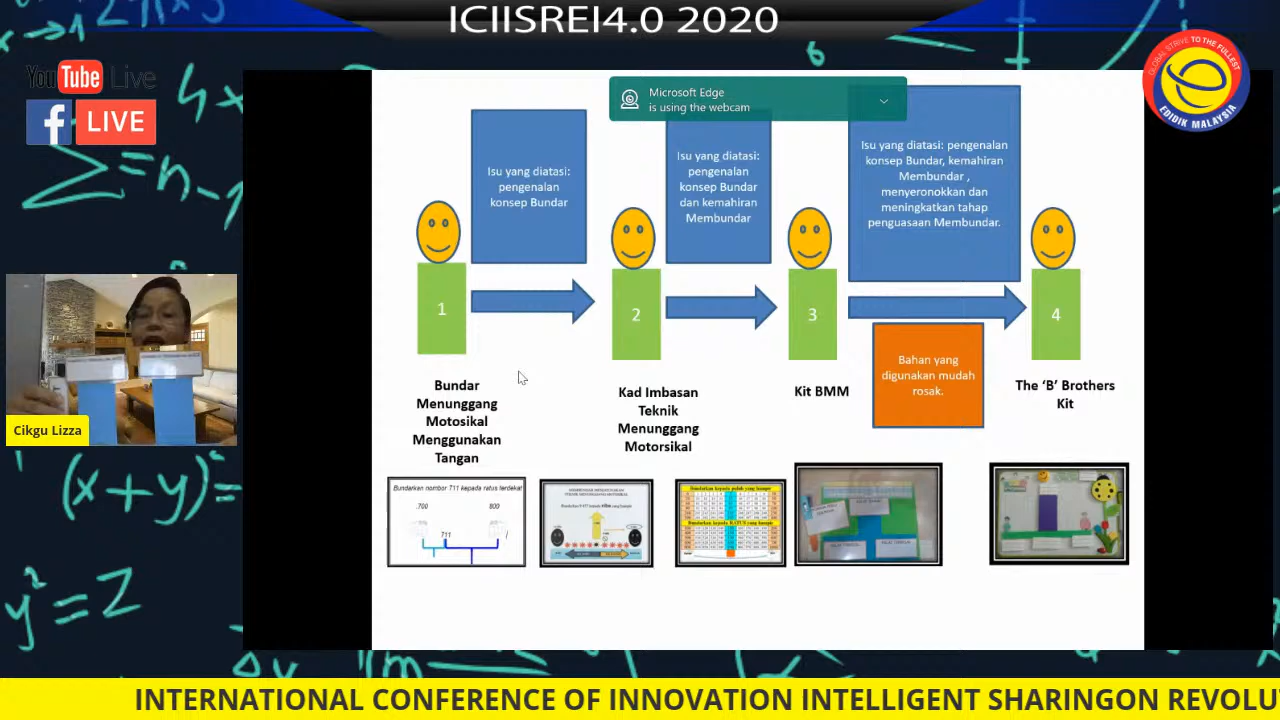 ICIISREI4.0 2020
YouTube Live
f LIVE
GLOBAL STRIVE TO THE FULLEST
EDIDIK MALAYSIA
Microsoft Edge
is using the webcam
Isu yang diatasi:
pengenalan
konsep Bundar
Isu yang diatasi:
pengenalan
konsep Bundar
dan kemahiran
Membundar
Isu yang diatasi: pengenalan
konsep Bundar, kemahiran
Membundar ,
menyeronokkan dan
meningkatkan tahap
penguasaan Membundar.
1
2
3
4
Bahan yang
digunakan mudah
rosak.
Bundar
Menunggang
Motosikal
Menggunakan
Tangan
Kad Imbasan
Teknik
Menunggang
Motorsikal
Kit BMM
The ‘B’ Brothers
Kit
Bundarkan nombor 711 kepada ratus terdekat
700 800
711
Cikgu Lizza
(x+y)²=
y²=z
INTERNATIONAL CONFERENCE OF INNOVATION INTELLIGENT SHARINGON REVOLU